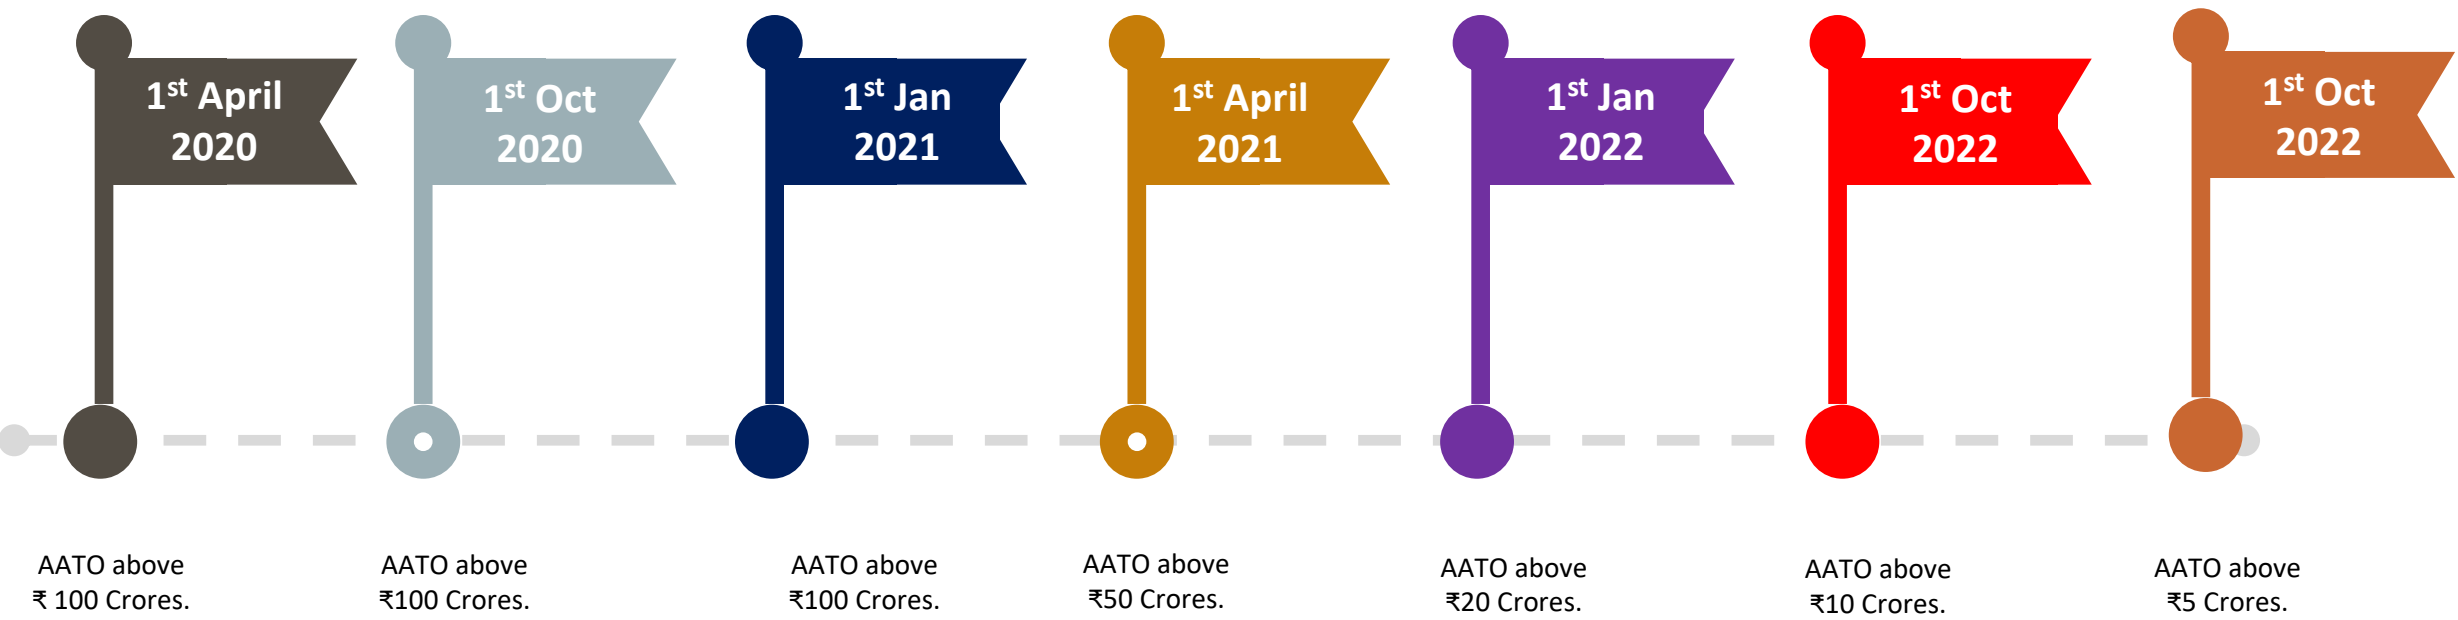 1st April
2020
AATO above
₹ 100 Crores.
1st Oct
2020
AATO above
₹100 Crores.
1st Jan
2021
AATO above
₹100 Crores.
1st April
2021
AATO above
₹50 Crores.
1st Jan
2022
AATO above
₹20 Crores.
1st Oct
2022
AATO above
₹10 Crores.
1st Oct
2022
AATO above
₹5 Crores.